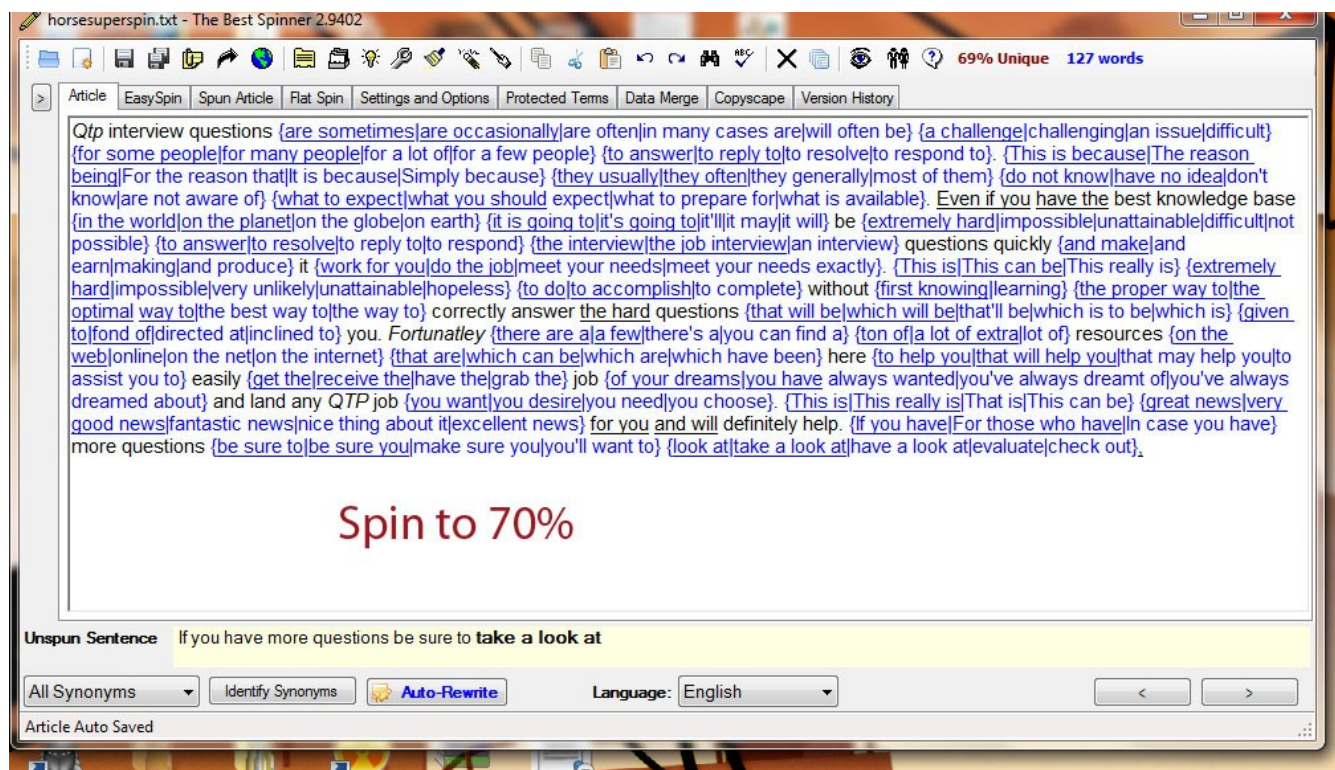 horsesuperspin.txt - The Best Spinner 2.9402
ABC
69% Unique 127 words
> Article EasySpin Spun Article Flat Spin Settings and Options Protected Terms Data Merge Copyscape Version History
Qtp interview questions {are sometimes|are occasionally|are often|in many cases are|will often be} {a challenge|challenging|an issue|difficult}
{for some people|for many people|for a lot of|for a few people} {to answer|to reply to|to resolve|to respond to}. {This is because|The reason
being|For the reason that|It is because|Simply because} {they usually|they often|they generally|most of them} {do not know|have no idea|don't
know|are not aware of} {what to expect|what you should expect|what to prepare for|what is available}. Even if you have the best knowledge base
{in the world|on the planet|on the globe|on earth} {it is going to|it's going to|it'll|it may|it will} be {extremely hard|impossible|unattainable|difficult|not
possible} {to answer|to resolve|to reply to|to respond} {the interview|the job interview|an interview} questions quickly {and make|and
earn|making|and produce} it {work for you|do the job|meet your needs|meet your needs exactly}. {This is|This can be|This really is} {extremely
hard|impossible|very unlikely|unattainable|hopeless} {to do|to accomplish|to complete} without {first knowing|learning} {the proper way to|the
optimal way to|the best way to|the way to} correctly answer the hard questions {that will be|which will be|that'll be|which is to be|which is} {given
to|fond of|directed at|inclined to} you. Fortunatley {there are a|a few|there's a|you can find a} {ton of|a lot of extra|lot of} resources {on the
web|online|on the net|on the internet} {that are|which can be|which are|which have been} here {to help you|that will help you|that may help you|to
assist you to} easily {get the|receive the|have the|grab the} job {of your dreams|you have always wanted|you've always dreamt of|you've always
dreamed about} and land any QTP job {you want|you desire|you need|you choose}. {This is|This really is|That is|This can be} {great news|very
good news|fantastic news|nice thing about it|excellent news} for you and will definitely help. {If you have|For those who have|In case you have}
more questions {be sure to|be sure you|make sure you|you'll want to} {look at|take a look at|have a look at|evaluate|check out},
Spin to 70%
Unspun Sentence If you have more questions be sure to take a look at
All Synonyms Identify Synonyms Auto-Rewrite Language: English < >
Article Auto Saved